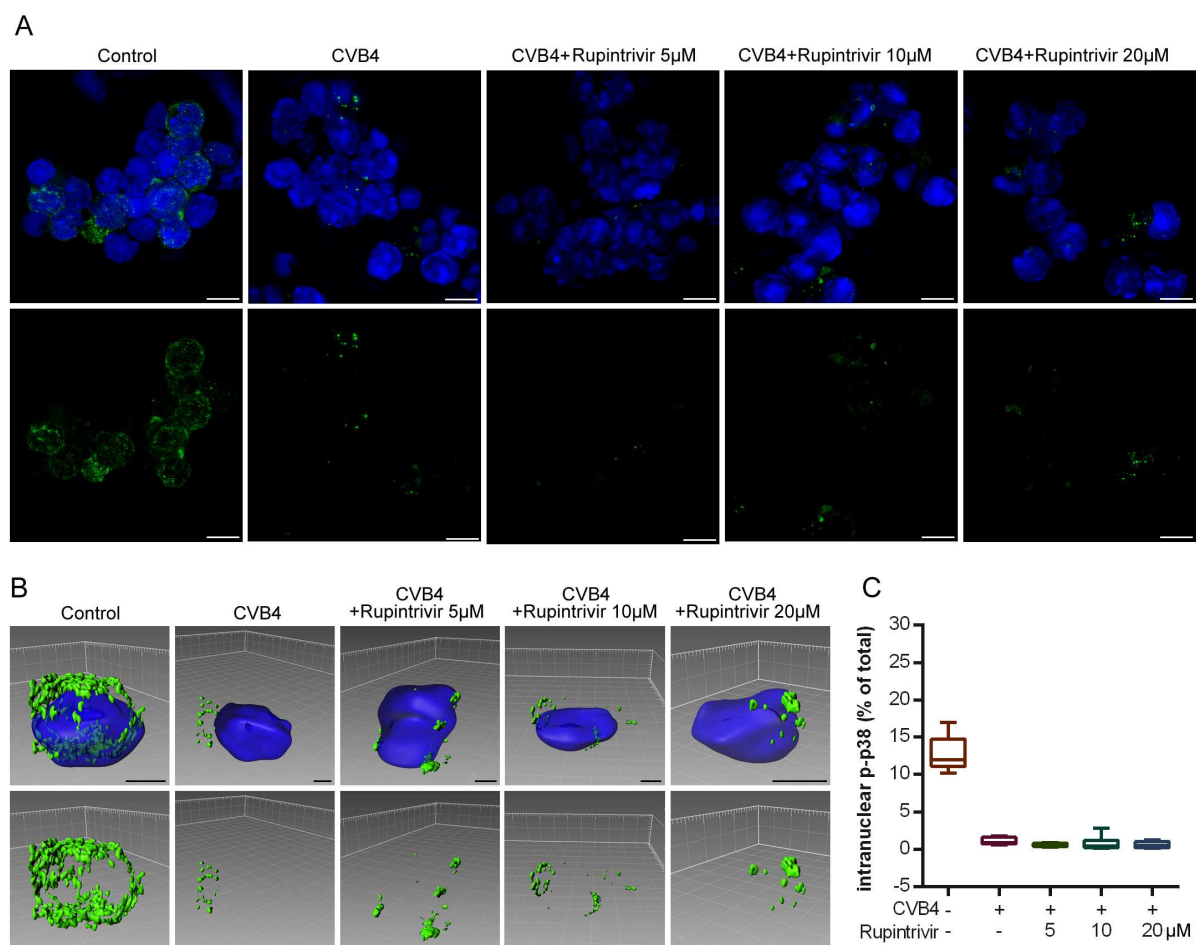 A
Control
CVB4
CVB4+Rupintrivir 5µM
CVB4+Rupintrivir 10µM
CVB4+Rupintrivir 20µM
B
Control
CVB4
CVB4
+Rupintrivir 5µM
CVB4
+Rupintrivir 10µM
CVB4
+Rupintrivir 20µM
C
intranuclear p-p38 (% of total)
30
25
20
15
10
5
0
-5
CVB4 - + + + +
Rupintrivir - - 5 10 20 µM